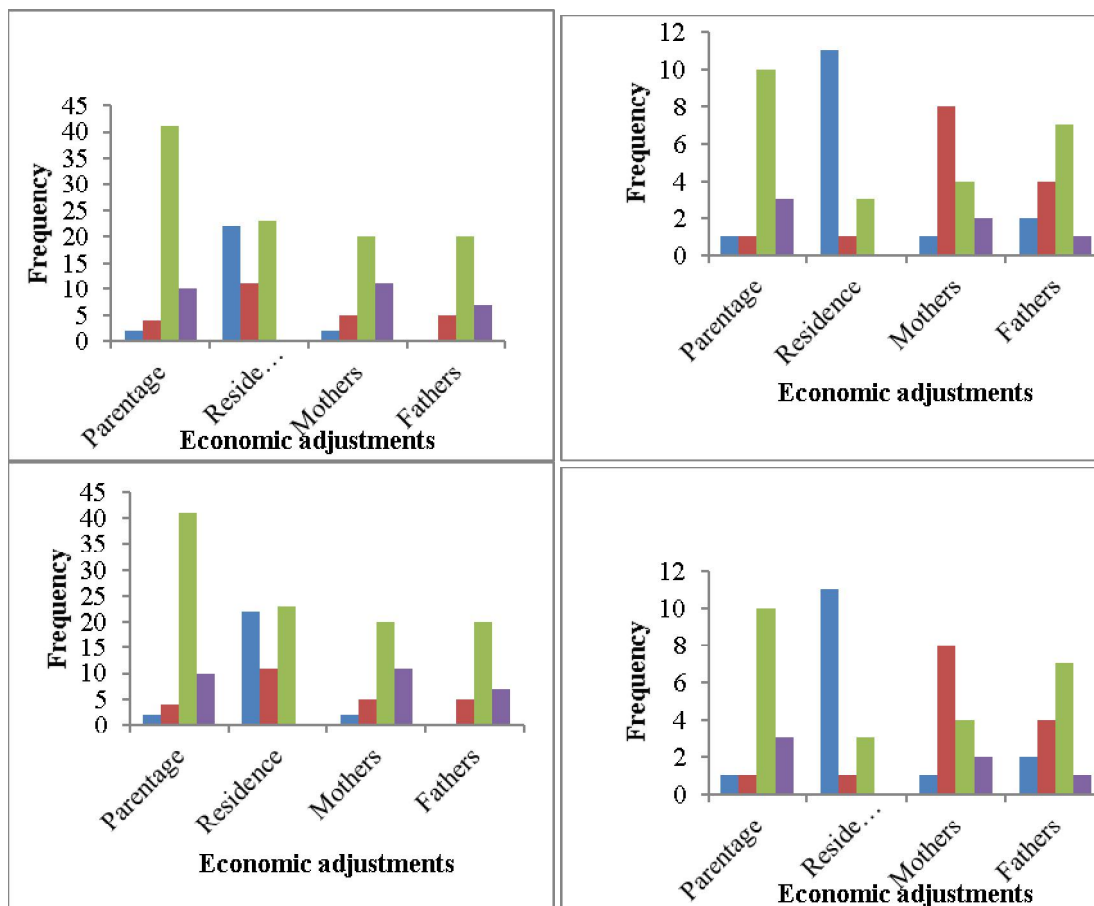 45
40
35
30
25
20
15
10
5
0
Frequency
Parentage
Reside...
Mothers
Fathers
Economic adjustments
12
10
8
6
4
2
0
Frequency
Parentage
Residence
Mothers
Fathers
Economic adjustments
45
40
35
30
25
20
15
10
5
0
Frequency
Parentage
Residence
Mothers
Fathers
Economic adjustments
12
10
8
6
4
2
0
Frequency
Parentage
Reside...
Mothers
Fathers
Economic adjustments